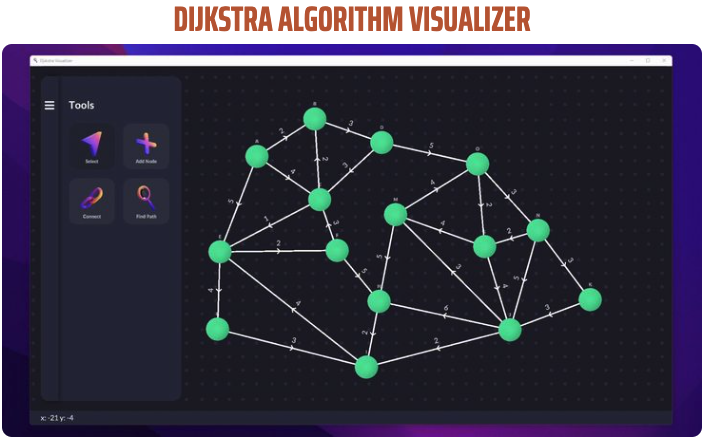 DIJKSTRA ALGORITHM VISUALIZER
Dijkstra Visualizer
Tools
Select
Add Node
Connect
Find Path
B
2
3
A
D
2
5
4
2
O
5
M
4
3
1
3
2
4
2
N
E
2
F
5
5
3
4
3
5
4
K
4
G
6
3
2
3
2
x: -21 y: -4